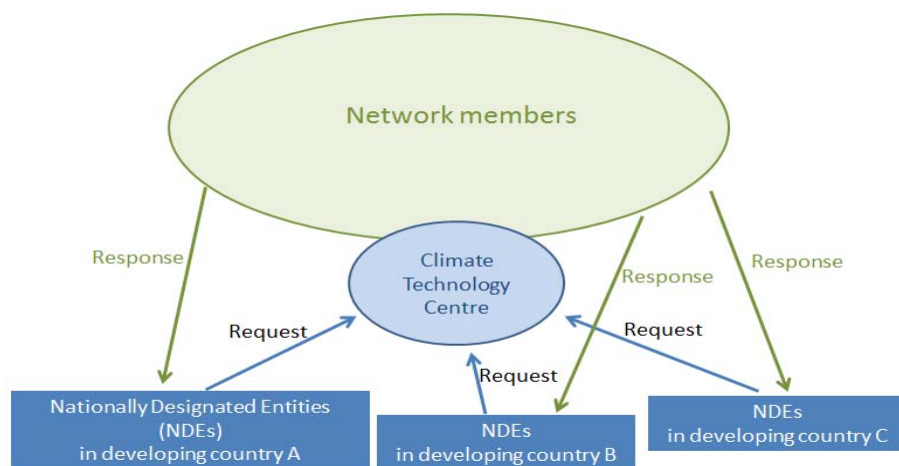 Network members
Response
Climate
Technology
Centre
Response
Response
Request
Request
Request
Nationally Designated Entities
(NDEs)
in developing country A
NDEs
in developing country B
NDEs
in developing country C